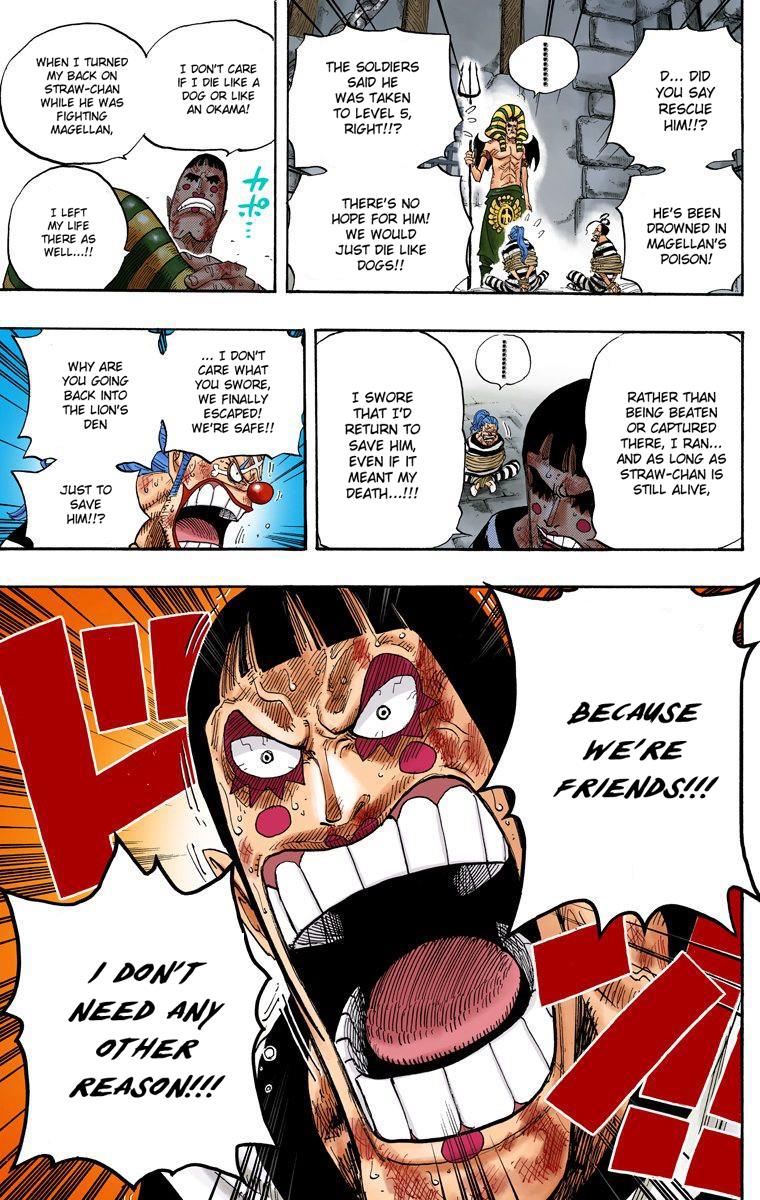 D... DID
YOU SAY
RESCUE
HIM!!?
HE'S BEEN
DROWNED IN
MAGELLAN'S
POISON!
THE SOLDIERS
SAID HE
WAS TAKEN
TO LEVEL 5,
RIGHT!!?
THERE'S NO
HOPE FOR HIM!
WE WOULD
JUST DIE LIKE
DOGS!!
I DON'T CARE
IF I DIE LIKE A
DOG OR LIKE
AN OKAMA!
WHEN I TURNED
MY BACK ON
STRAW-CHAN
WHILE HE WAS
FIGHTING
MAGELLAN,
I LEFT
MY LIFE
THERE AS
WELL...!!
RATHER THAN
BEING BEATEN
OR CAPTURED
THERE, I RAN...
AND AS LONG AS
STRAW-CHAN IS
STILL ALIVE,
I SWORE
THAT I'D
RETURN TO
SAVE HIM,
EVEN IF IT
MEANT MY
DEATH...!!!
... I DON'T
CARE WHAT
YOU SWORE,
WE FINALLY
ESCAPED!
WE'RE SAFE!!
WHY ARE
YOU GOING
BACK INTO
THE LION'S
DEN
JUST TO
SAVE
HIM!!?
BECAUSE
WE'RE
FRIENDS!!!
ドン
I DON'T
NEED ANY
OTHER
REASON!!!